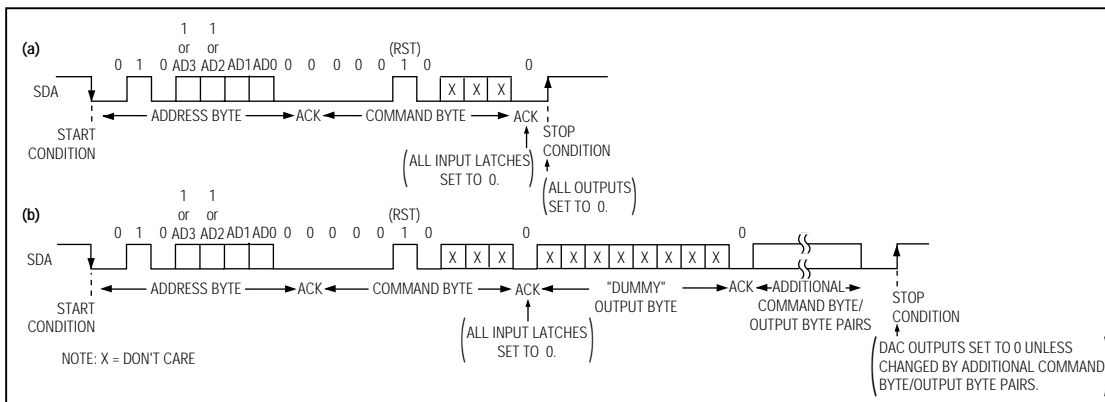 (a)
1 1
or or
0 1 0 AD3 AD2 AD1 AD0 0 0 0 0 0 (RST) 1 0 0
SDA X X X
ADDRESS BYTE ACK COMMAND BYTE ACK
START CONDITION
STOP CONDITION
(ALL INPUT LATCHES
SET TO 0.)
(ALL OUTPUTS
SET TO 0.)
(b)
1 1
or or
0 1 0 AD3 AD2 AD1 AD0 0 0 0 0 0 (RST) 1 0 0 0
SDA X X X X X X X X X X X
ADDRESS BYTE ACK COMMAND BYTE ACK "DUMMY" OUTPUT BYTE ACK ADDITIONAL COMMAND BYTE/ OUTPUT BYTE PAIRS
START CONDITION
STOP CONDITION
(ALL INPUT LATCHES
SET TO 0.)
(DAC OUTPUTS SET TO 0 UNLESS
CHANGED BY ADDITIONAL COMMAND
BYTE/OUTPUT BYTE PAIRS.)
NOTE: X = DON'T CARE